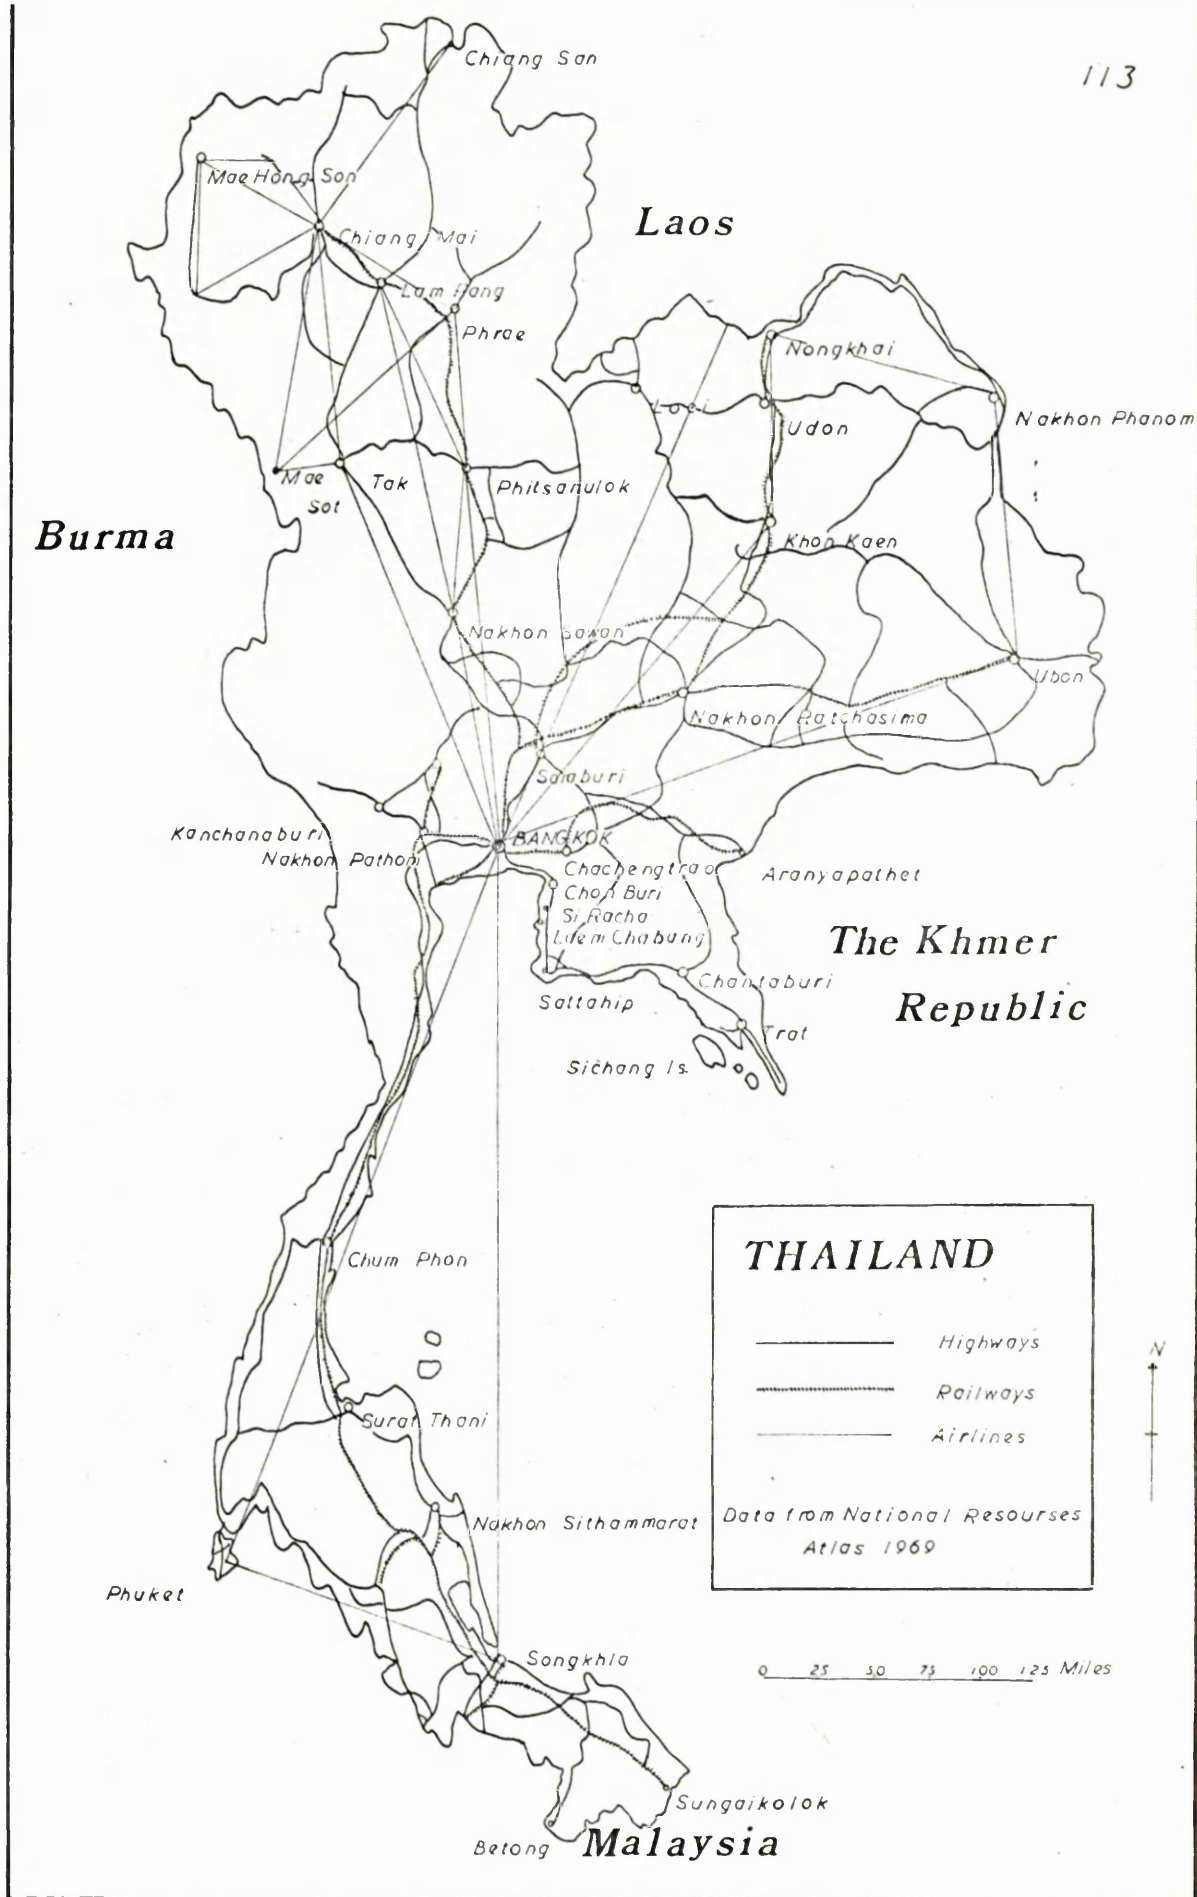 113
Chiang San
Mae Hong Son
Laos
Chiang Mai
Lam Pang
Phrae
Nongkhai
Loei
Udon
Nakhon Phanom
Mae
Sot
Tak
Phitsanulok
Burma
Khon Kaen
Nakhon Sawan
Ubon
Nakhon Ratchasima
Saraburi
Kanchanaburi
BANGKOK
Nakhon Pathom
Chachengtrao
Aranyapathet
Chon Buri
Si Racha
Laem Chabang
The Khmer
Republic
Chantaburi
Sattahip
Trat
Sichang Is.
Chum Phon
THAILAND
Highways
Railways
Airlines
N
Surat Thani
Nakhon Sithammarat
Data from National Resourses
Atlas 1969
Phuket
Songkhla
0 25 50 75 100 125 Miles
Sungaikolok
Betong
Malaysia